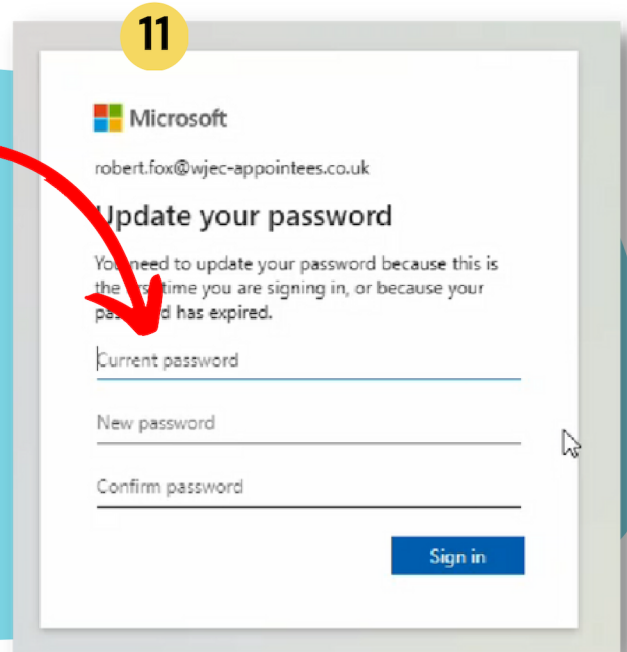 11
Microsoft
robert.fox@wjec-appointees.co.uk
Update your password
You need to update your password because this is
the time you are signing in, or because your
has expired.
Current password
New password
Confirm password
Sign in